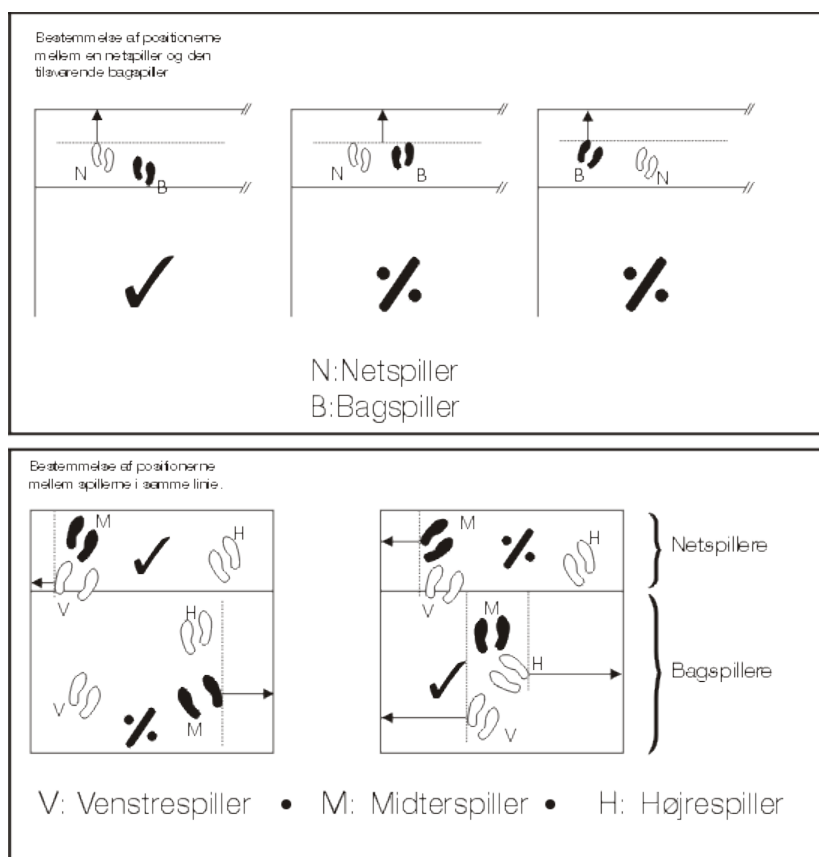 Bestemmelse af positionerne
mellem en netspiller og den
tilsvarende bagspiller
N
B
N
B
B
N
N:Netspiller
B:Bagspiller
Bestemmelse af positionerne
mellem spillerne i samme linie.
M
H
V
H
V
M
M
H
V
M
H
V
Netspillere
Bagspillere
V: Venstrespiller • M: Midterspiller • H: Højrespiller